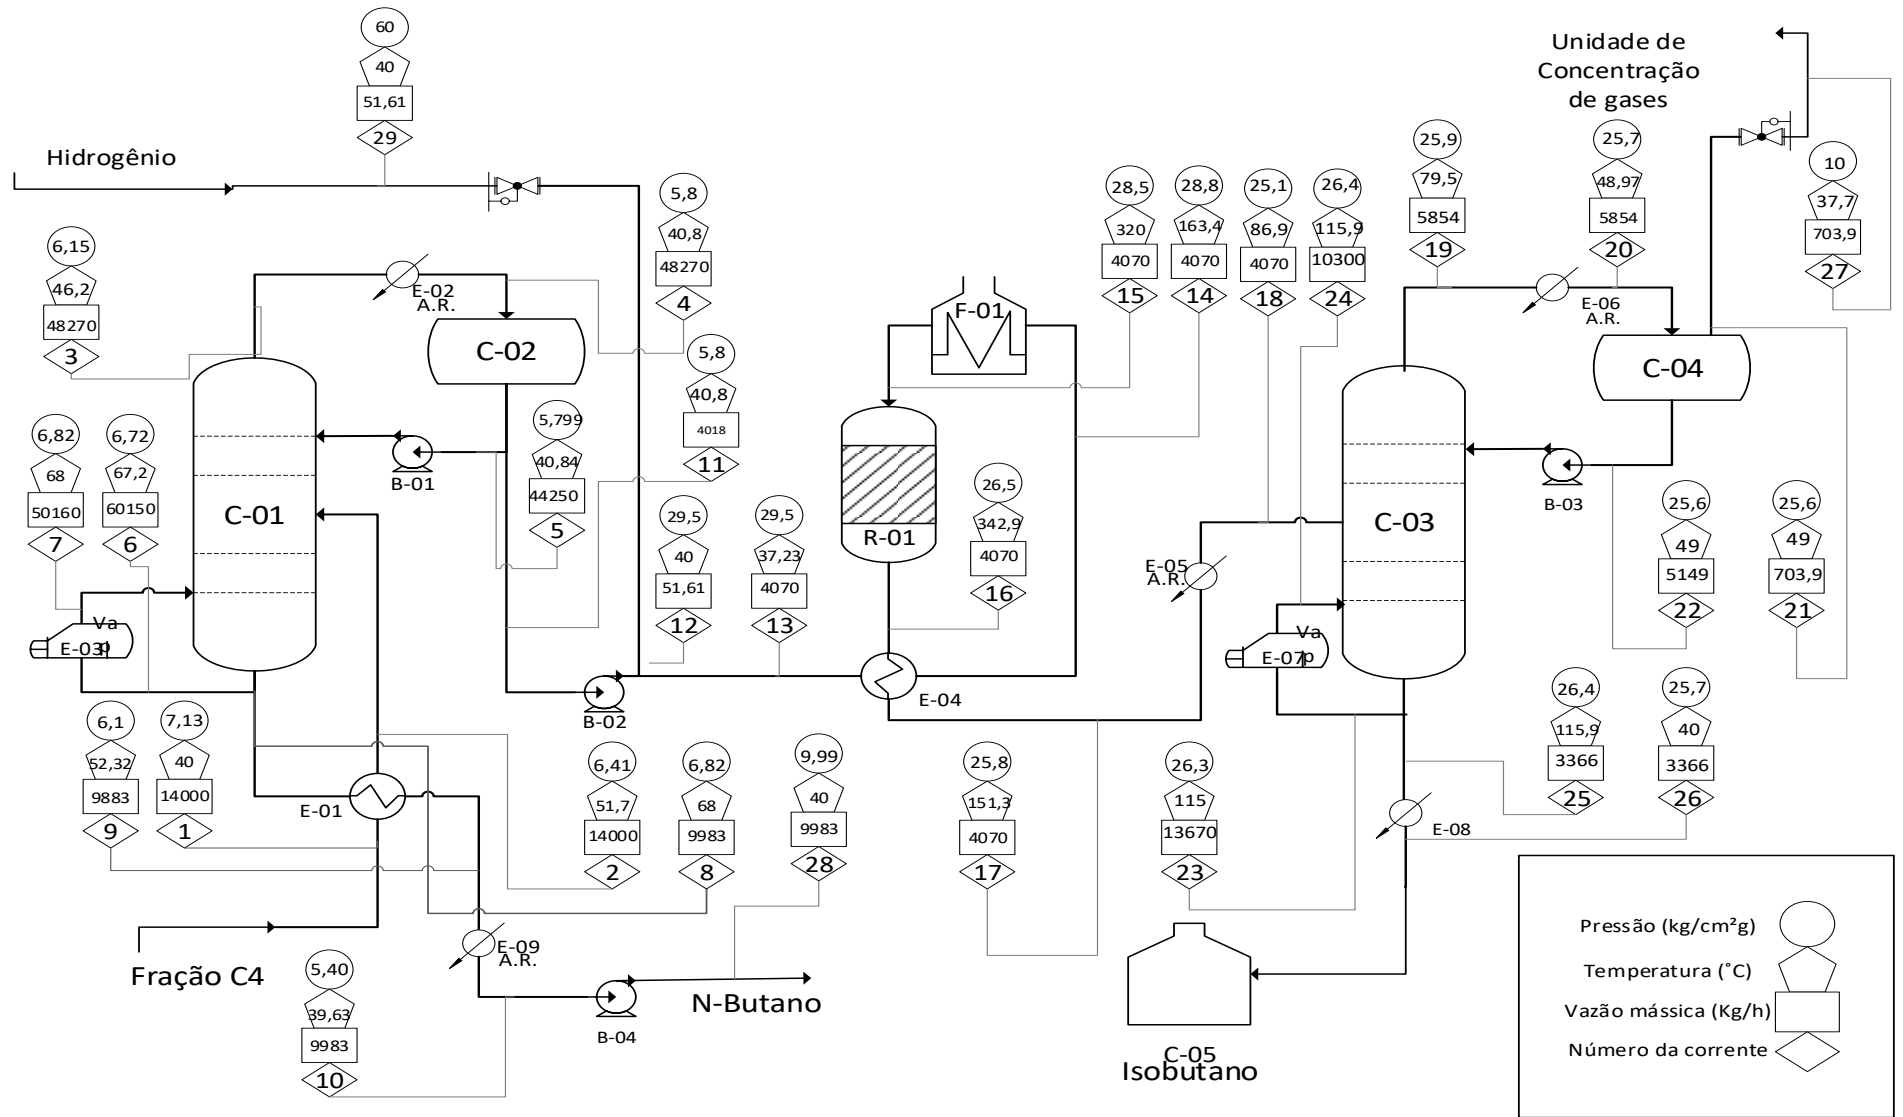 60
40
51,61
29
Hidrogênio
Unidade de
Concentração
de gases
6,15
46,2
48270
3
5,8
40,8
48270
4
E-02
A.R.
C-02
5,8
40,8
4018
11
5,799
40,84
44250
5
B-01
6,82
68
50160
7
6,72
67,2
60150
6
C-01
Va
p
E-03
28,5
320
4070
15
28,8
163,4
4070
14
25,1
86,9
4070
18
26,4
115,9
10300
24
25,9
79,5
5854
19
25,7
48,97
5854
20
10
37,7
703,9
27
F-01
E-06
A.R.
C-04
R-01
26,5
342,9
4070
16
29,5
40
51,61
12
29,5
37,23
4070
13
E-05
A.R.
C-03
B-03
25,6
49
5149
22
25,6
49
703,9
21
Va
p
E-07
B-02
E-04
6,1
52,32
9883
9
7,13
40
14000
1
E-01
6,41
51,7
14000
2
6,82
68
9983
8
9,99
40
9983
28
25,8
151,3
4070
17
26,3
115
13670
23
26,4
115,9
3366
25
25,7
40
3366
26
E-08
Fração C4
E-09
A.R.
5,40
39,63
9983
10
B-04
N-Butano
C-05
Isobutano
Pressão (kg/cm²g)
Temperatura (˚C)
Vazão mássica (Kg/h)
Número da corrente